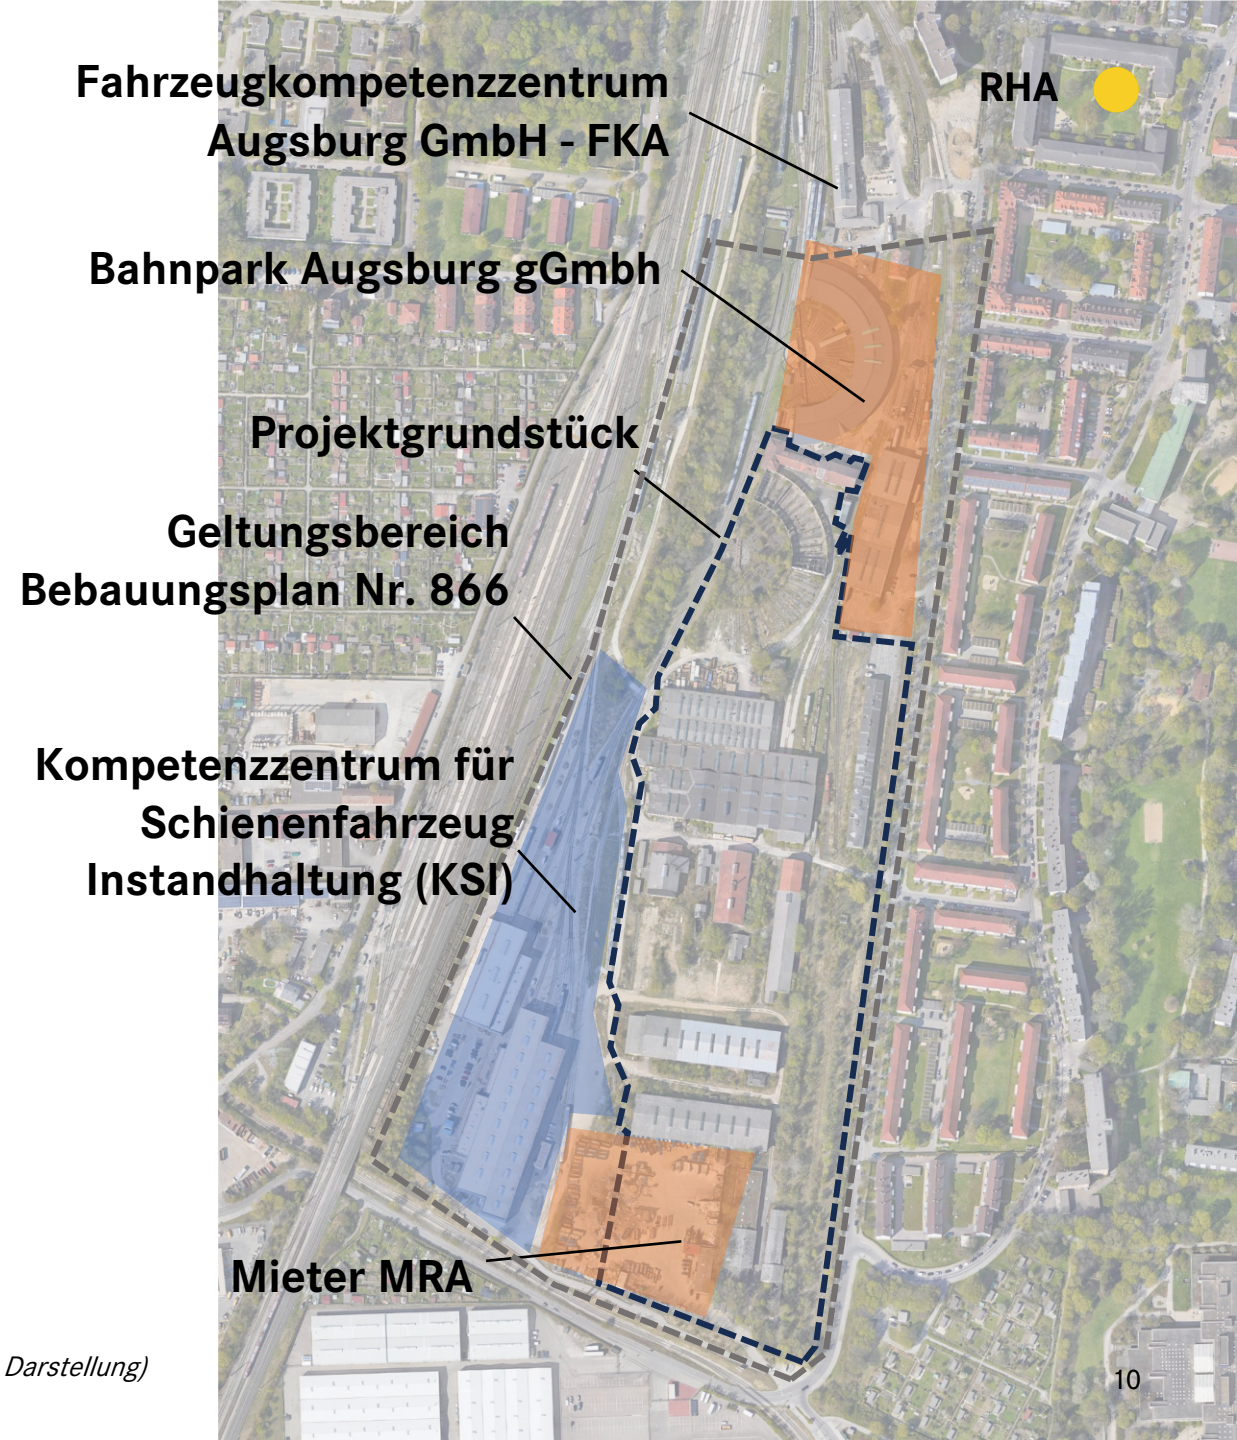 Fahrzeugkompetenzzentrum
Augsburg GmbH - FKA
RHA
Bahnpark Augsburg gGmbh
Projektgrundstück
Geltungsbereich
Bebauungsplan Nr. 866
Kompetenzzentrum für
Schienenfahrzeug
Instandhaltung (KSI)
Mieter MRA
Darstellung)
10